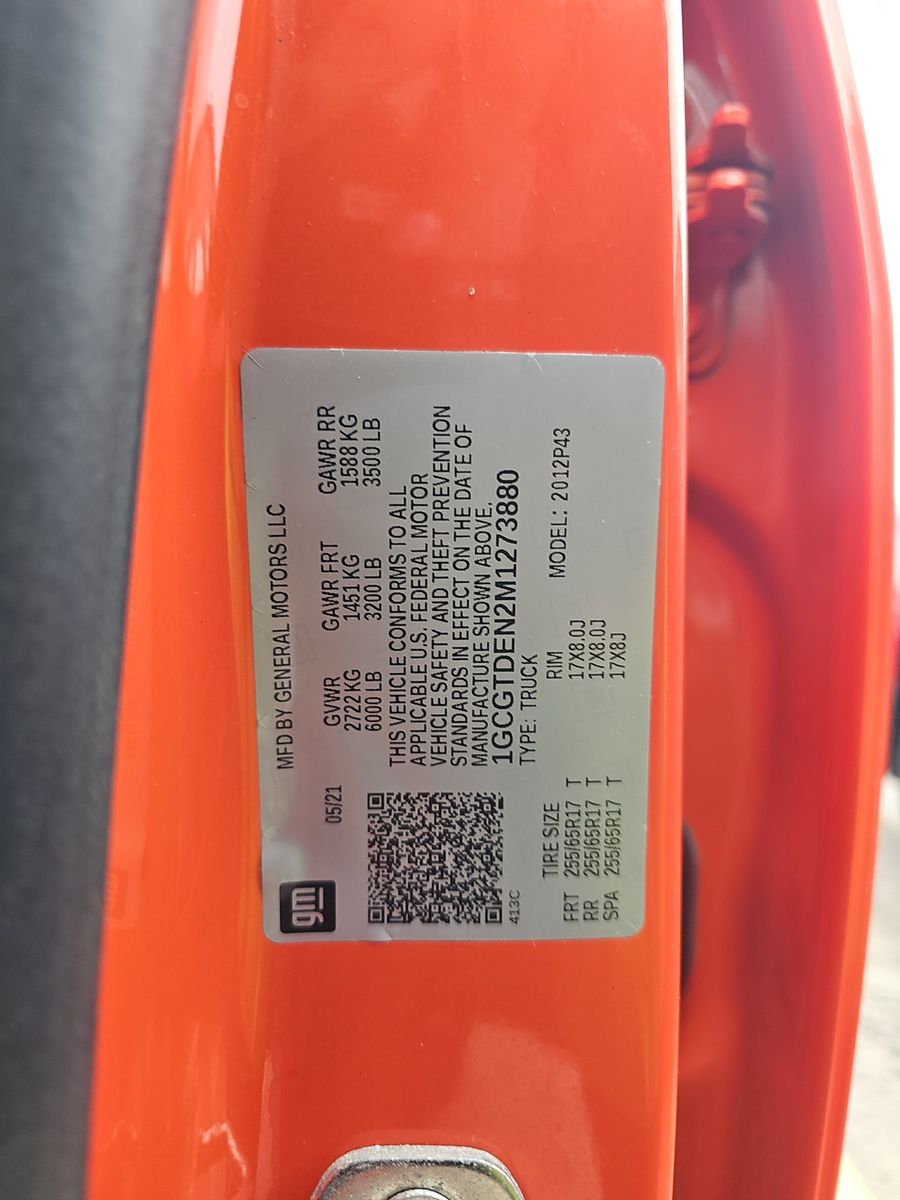 gm
MFD BY GENERAL MOTORS LLC
05/21
GVWR GAWR FRT GAWR RR
2722 KG 1451 KG 1588 KG
6000 LB 3200 LB 3500 LB
THIS VEHICLE CONFORMS TO ALL
APPLICABLE U.S. FEDERAL MOTOR
VEHICLE SAFETY AND THEFT PREVENTION
STANDARDS IN EFFECT ON THE DATE OF
MANUFACTURE SHOWN ABOVE.
1GCGTDEN2M1273880
413C
TYPE: TRUCK
TIRE SIZE RIM MODEL: 2012P43
FRT 255/65R17 T 17X8.0J
RR 255/65R17 T 17X8.0J
SPA 255/65R17 T 17X8J